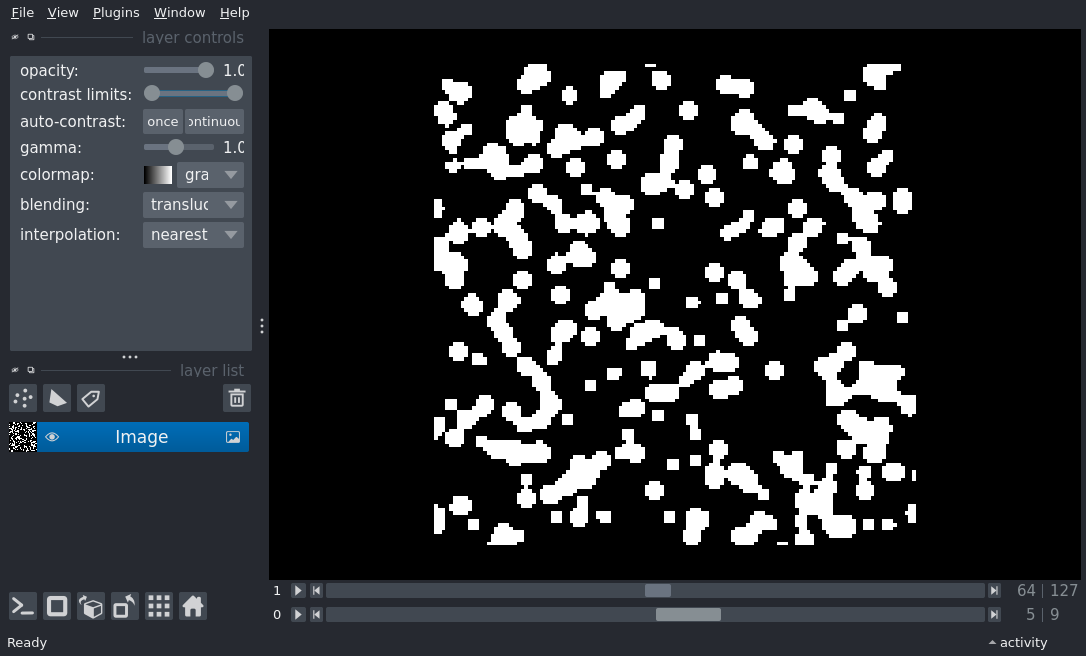 File View Plugins Window Help
layer controls
opacity: 1.0
contrast limits:
auto-contrast: once ontinuou
gamma: 1.0
colormap: gra
blending: transluc
interpolation: nearest
layer list
Image
1 64 | 127
0 5 | 9
Ready activity